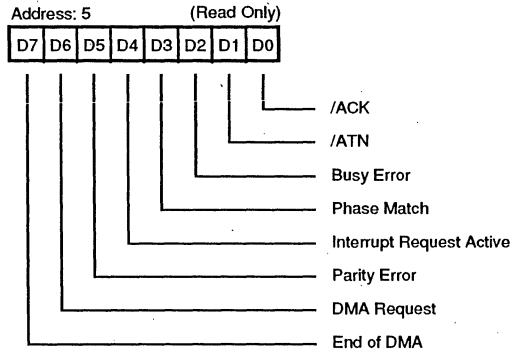 Address: 5 (Read Only)
D7 D6 D5 D4 D3 D2 D1 D0
/ACK
/ATN
Busy Error
Phase Match
Interrupt Request Active
Parity Error
DMA Request
End of DMA